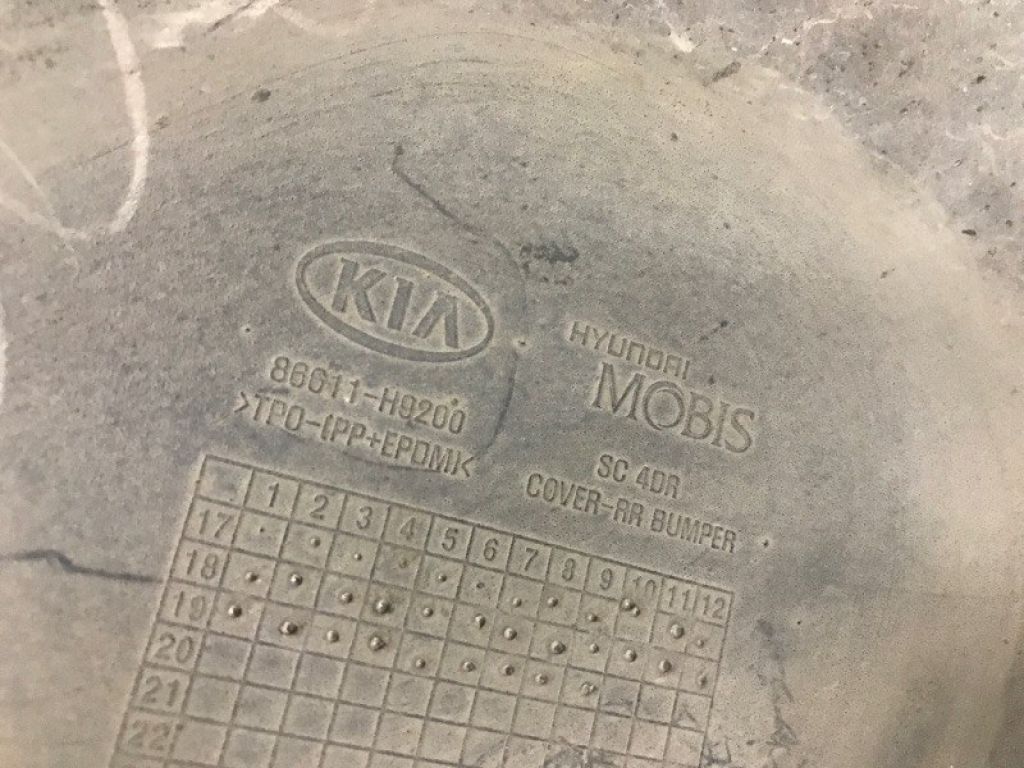 KIA
86611-H9200
>TPO-(PP+EPDM)<
HYUNDAI
MOBIS
SC 4DR
COVER-RR BUMPER
1 2 3 4 5 6 7 8 9 10 11 12
17
18
19
20
21
22